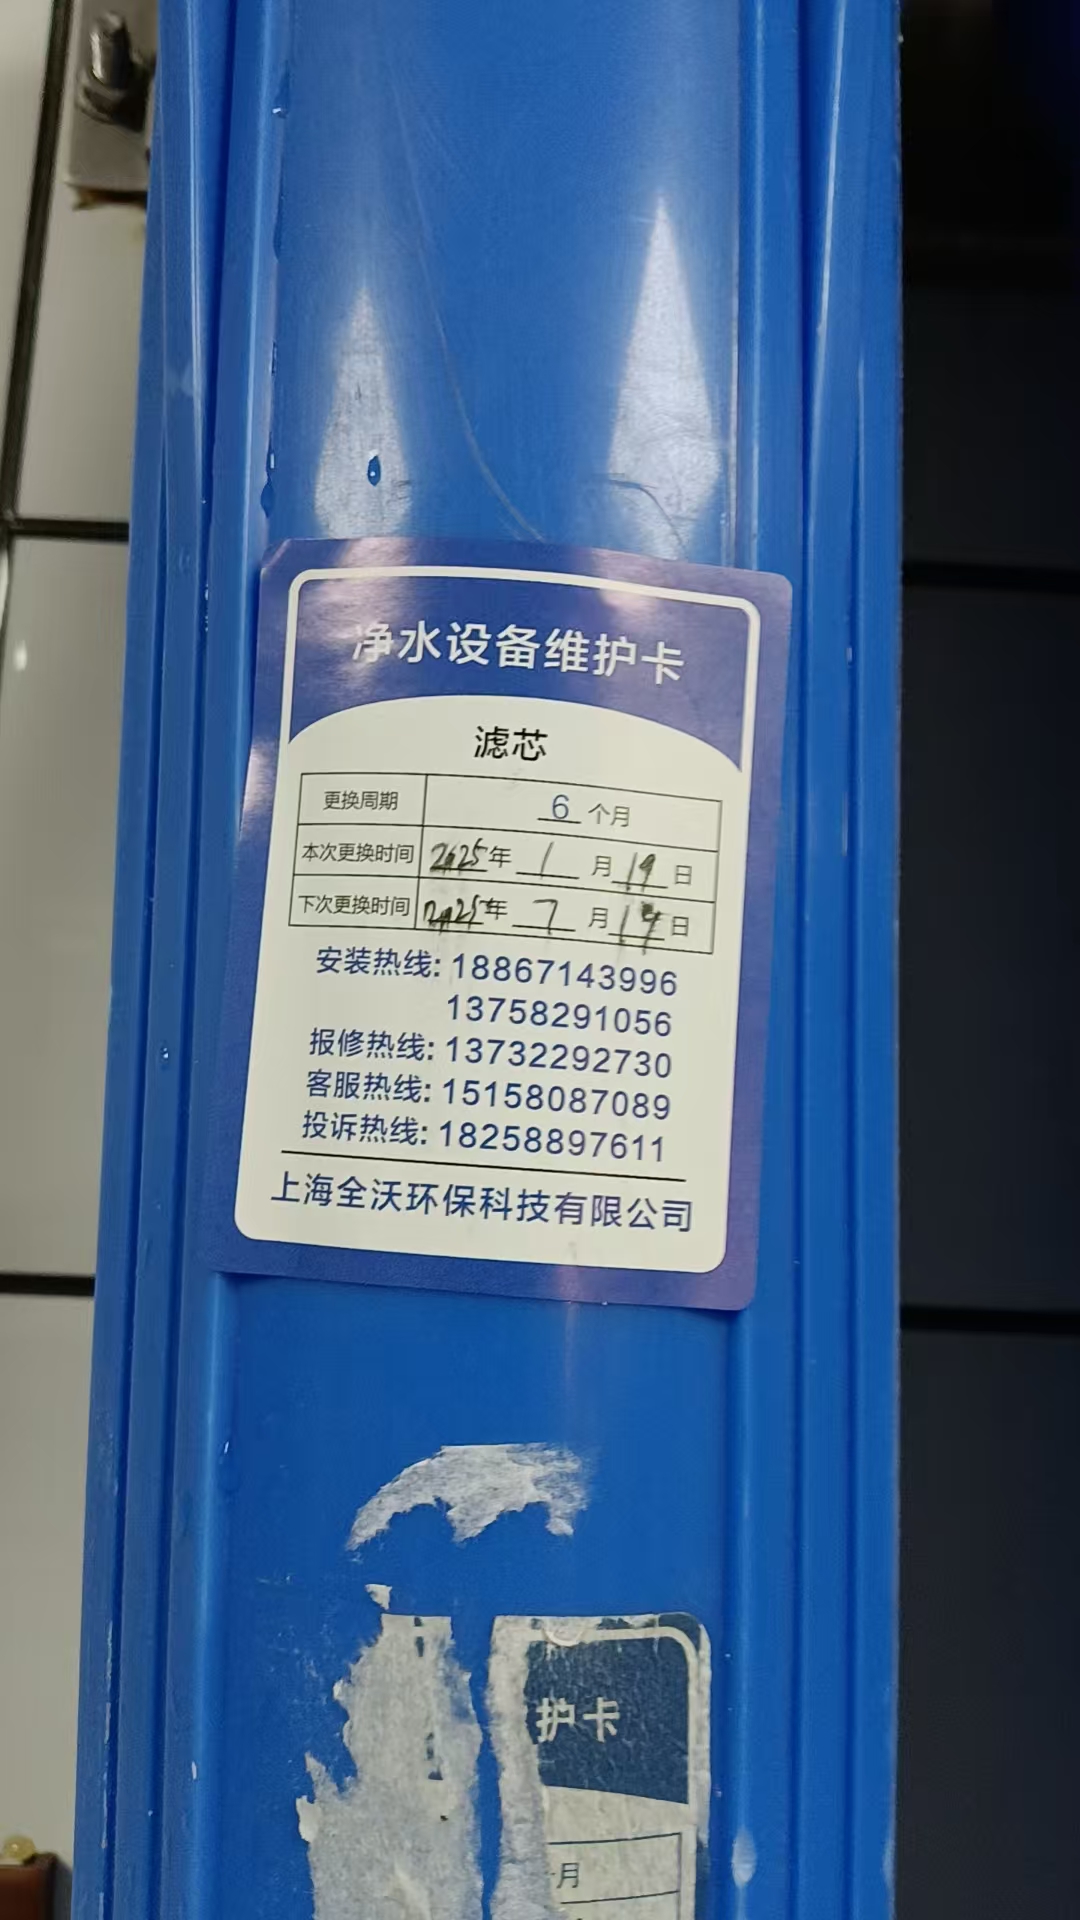 净水设备维护卡
滤芯
更换周期 6 个月
本次更换时间 2025年 1 月 19 日
下次更换时间 2025年 7 月 19 日
安装热线: 18867143996
13758291056
报修热线: 13732292730
客服热线: 15158087089
投诉热线: 18258897611
上海全沃环保科技有限公司
护卡
月